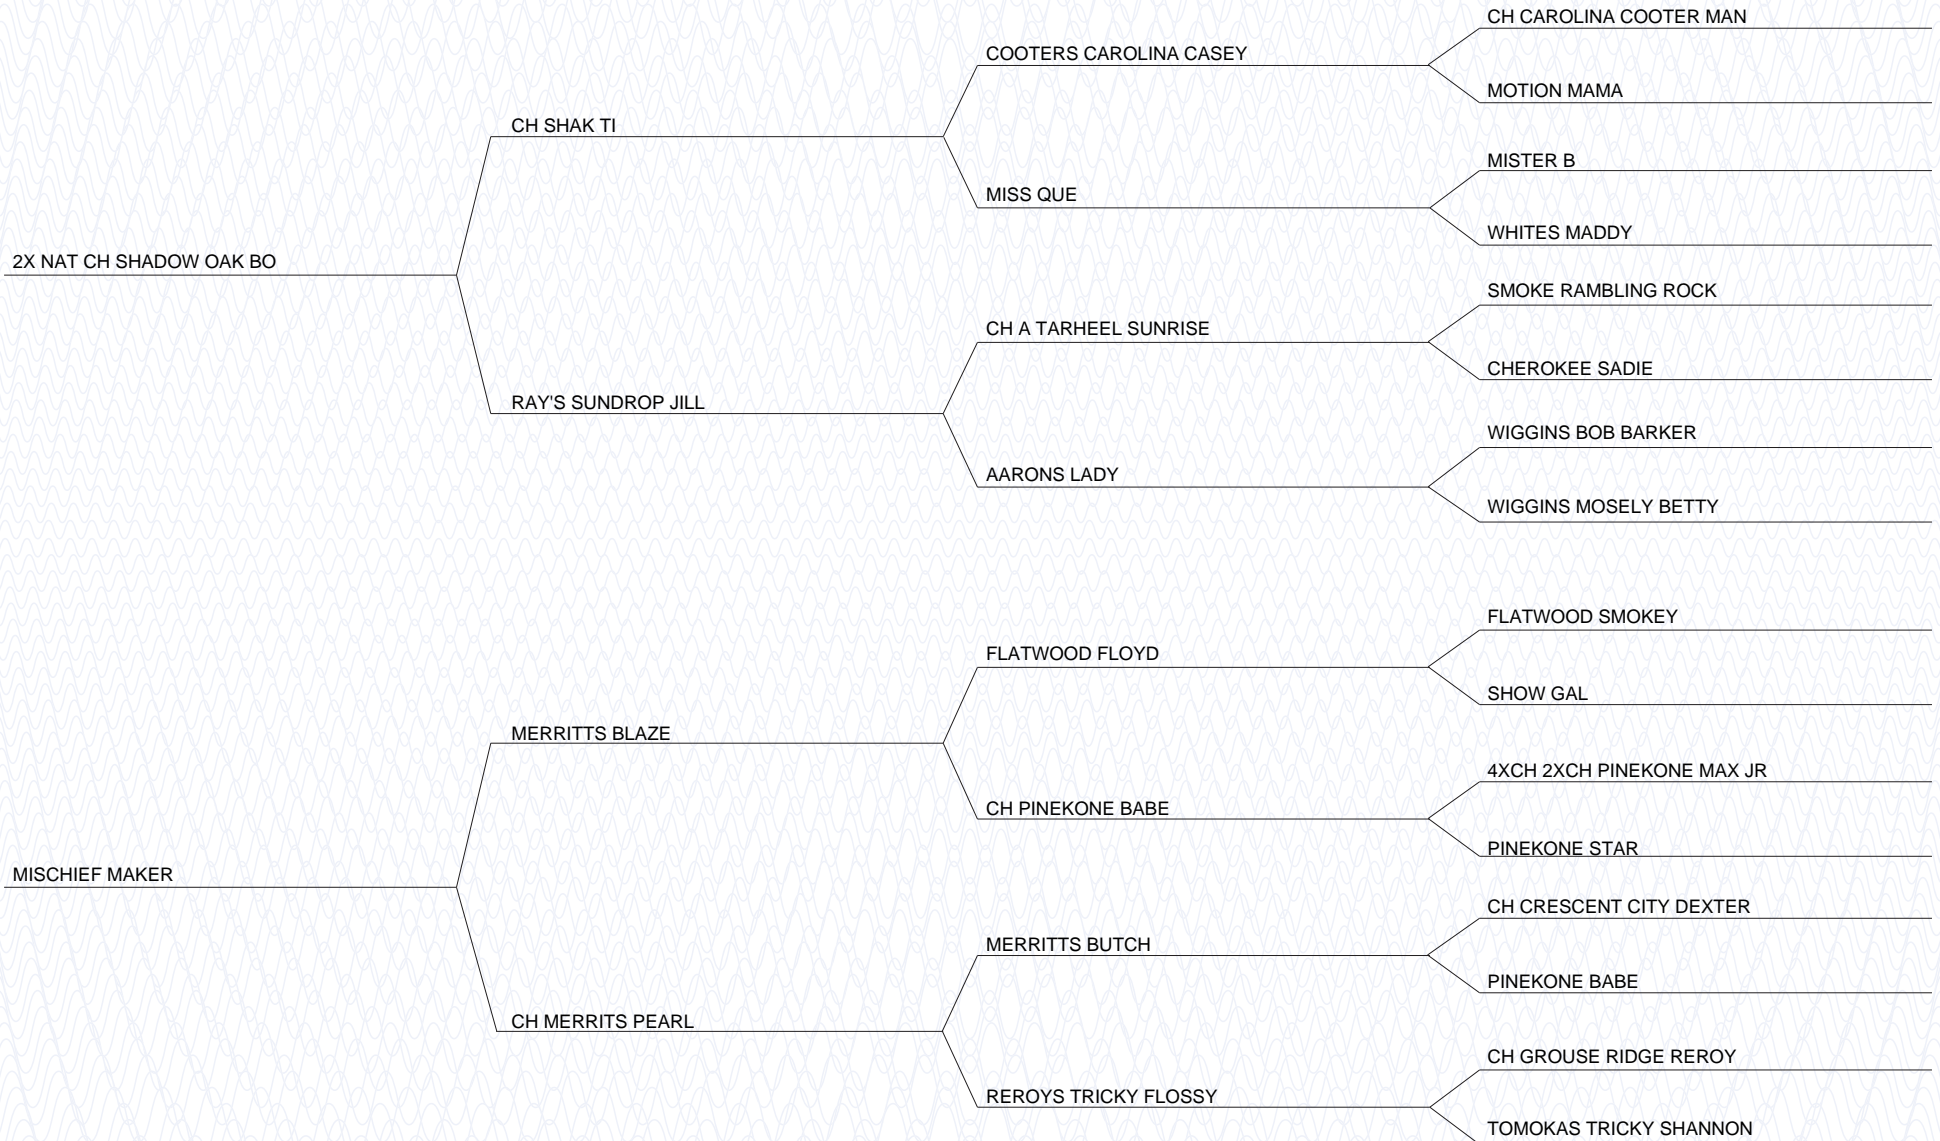 2X NAT CH SHADOW OAK BO
CH SHAK TI
COOTERS CAROLINA CASEY
CH CAROLINA COOTER MAN
MOTION MAMA
MISS QUE
MISTER B
WHITES MADDY
RAY'S SUNDROP JILL
CH A TARHEEL SUNRISE
SMOKE RAMBLING ROCK
CHEROKEE SADIE
AARONS LADY
WIGGINS BOB BARKER
WIGGINS MOSELY BETTY
MISCHIEF MAKER
MERRITTS BLAZE
FLATWOOD FLOYD
FLATWOOD SMOKEY
SHOW GAL
CH PINEKONE BABE
4XCH 2XCH PINEKONE MAX JR
PINEKONE STAR
CH MERRITS PEARL
MERRITTS BUTCH
CH CRESCENT CITY DEXTER
PINEKONE BABE
REROYS TRICKY FLOSSY
CH GROUSE RIDGE REROY
TOMOKAS TRICKY SHANNON